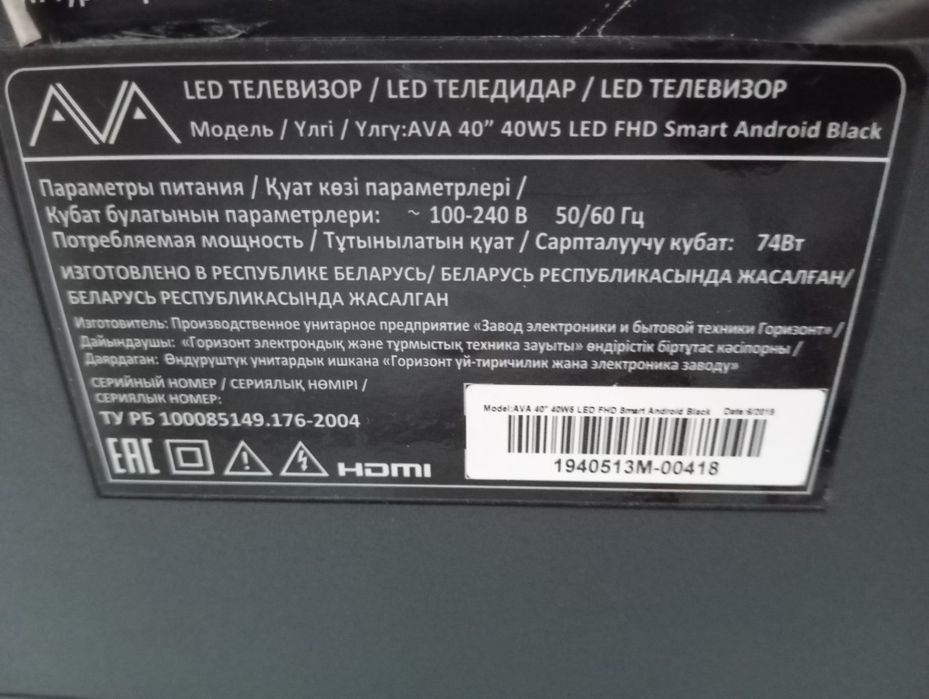 AVA
LED ТЕЛЕВИЗОР / LED ТЕЛЕДИДАР / LED ТЕЛЕВИЗОР
Модель / Үлгі / Үлгү:AVA 40” 40W5 LED FHD Smart Android Black
Параметры питания / Қуат көзі параметрлері /
Кубат булагынын параметрлери: ~ 100-240 В 50/60 Гц
Потребляемая мощность / Тұтынылатын қуат / Сарпталуучу кубат: 74Вт
ИЗГОТОВЛЕНО В РЕСПУБЛИКЕ БЕЛАРУСЬ/ БЕЛАРУСЬ РЕСПУБЛИКАСЫНДА ЖАСАЛҒАН/
БЕЛАРУСЬ РЕСПУБЛИКАСЫНДА ЖАСАЛГАН
Изготовитель: Производственное унитарное предприятие «Завод электроники и бытовой техники Горизонт» /
Дайындаушы: «Горизонт электрондық және тұрмыстық техника зауыты» өндірістік біртұтас кәсіпорны /
Даярдаган: Өндүрүштүк унитардык ишкана «Горизонт үй-тиричилик жана электроника заводу»
СЕРИЙНЫЙ НОМЕР / СЕРИЯЛЫҚ НӨМІРІ /
СЕРИЯЛЫК НОМЕР:
ТУ РБ 100085149.176-2004
EAC HDMI
Model:AVA 40" 40W5 LED FHD Smart Android Black Date:6/2019
1940513M-00418